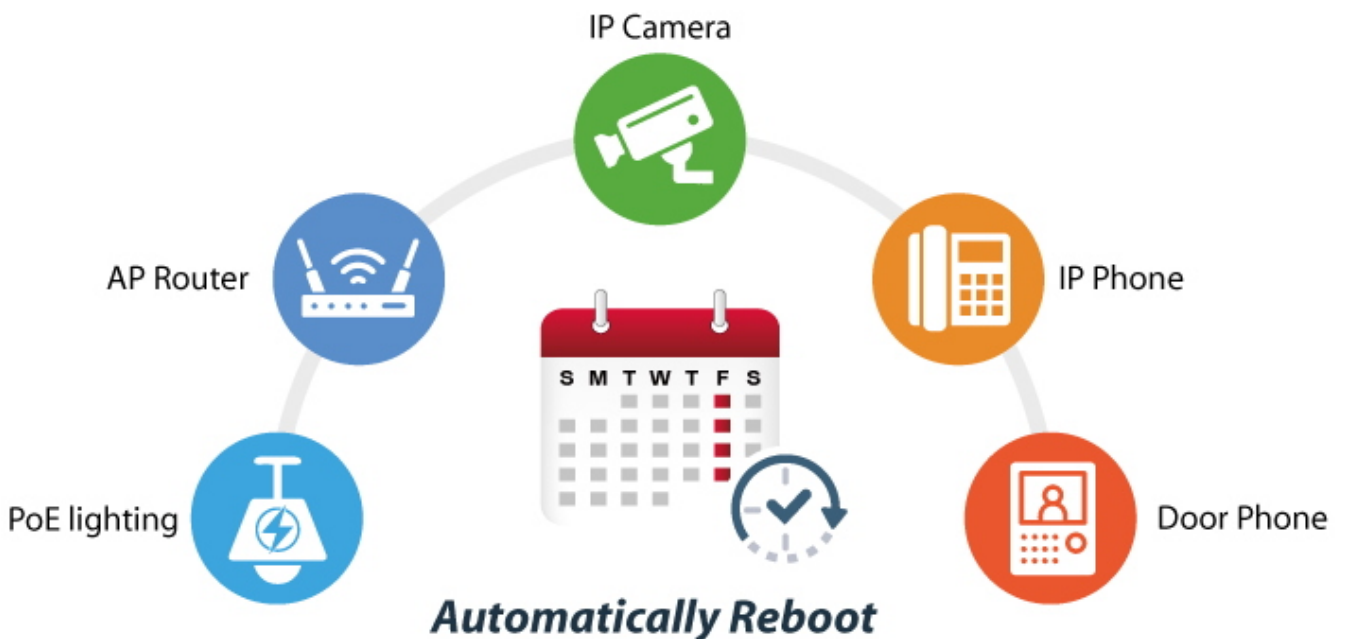 IP Camera
AP Router
IP Phone
S M T W T F S
PoE lighting
Door Phone
Automatically Reboot